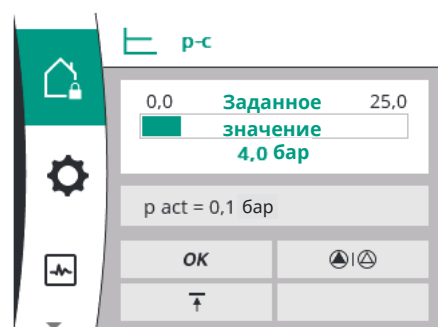 p-c
0,0 Заданное 25,0
значение
4,0 бар
p act = 0,1 бар
OK
I